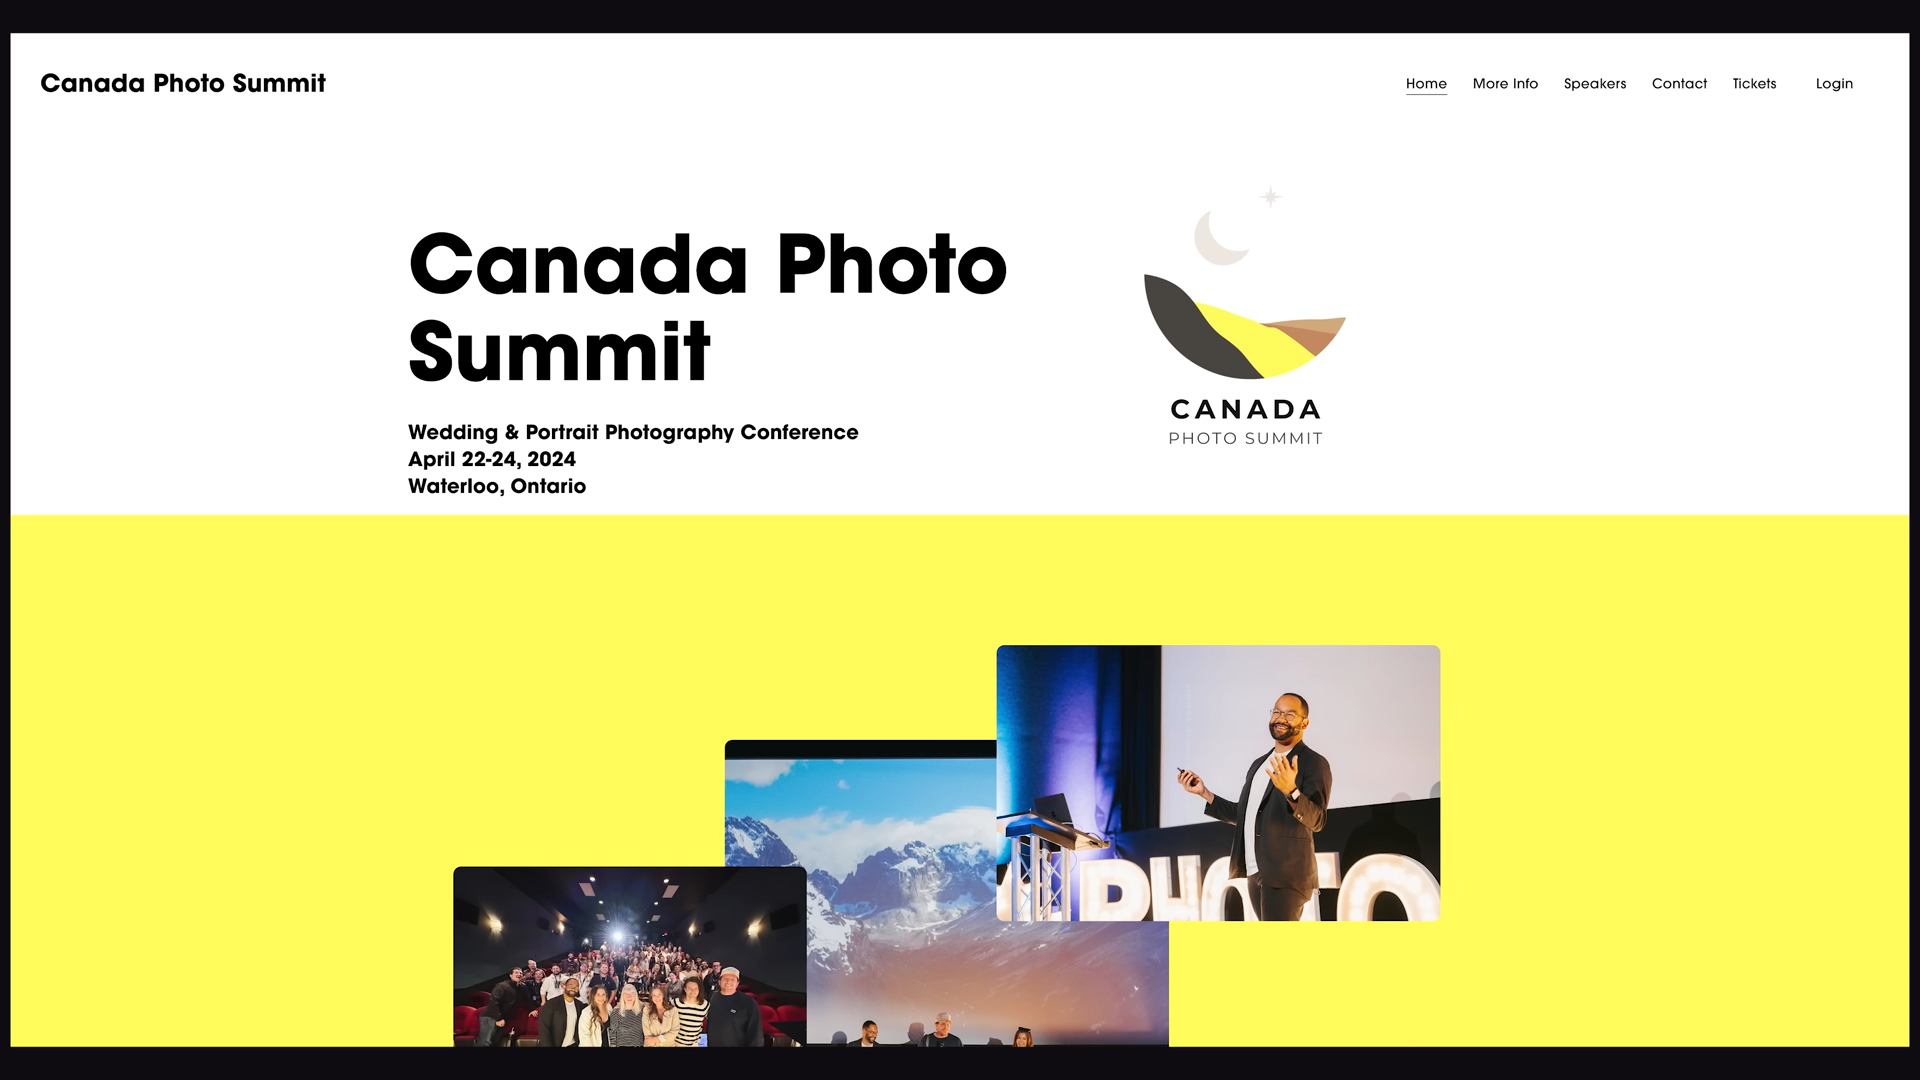 Canada Photo Summit
Home More Info Speakers Contact Tickets Login
Canada Photo
Summit
Wedding & Portrait Photography Conference
April 22-24, 2024
Waterloo, Ontario
CANADA
PHOTO SUMMIT
PHOTO